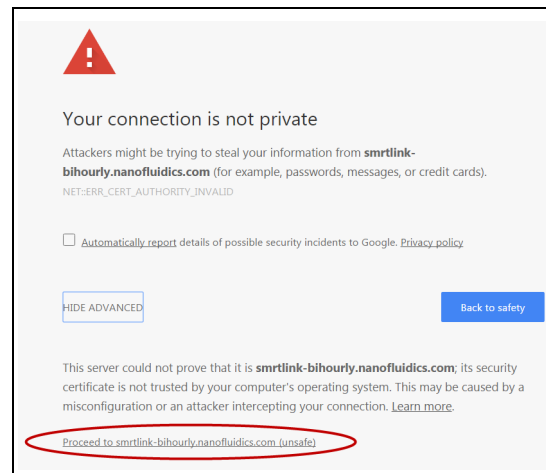 Your connection is not private
Attackers might be trying to steal your information from smrtlink-
bihourly.nanofluidics.com (for example, passwords, messages, or credit cards).
NET::ERR_CERT_AUTHORITY_INVALID
Automatically report details of possible security incidents to Google. Privacy policy
HIDE ADVANCED
Back to safety
This server could not prove that it is smrtlink-bihourly.nanofluidics.com; its security
certificate is not trusted by your computer's operating system. This may be caused by a
misconfiguration or an attacker intercepting your connection. Learn more.
Proceed to smrtlink-bihourly.nanofluidics.com (unsafe)